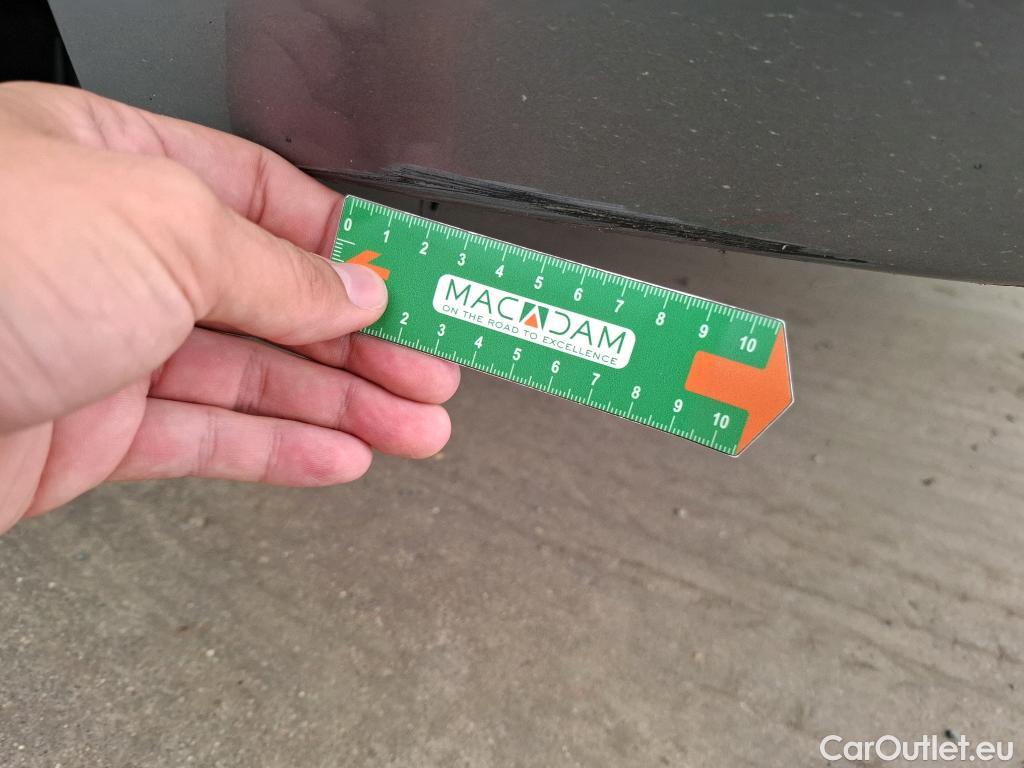 0 1 2 3 4 5 6 7 8 9 10
MACADAM
ON THE ROAD TO EXCELLENCE
2 3 4 5 6 7 8 9 10
CarOutlet.eu